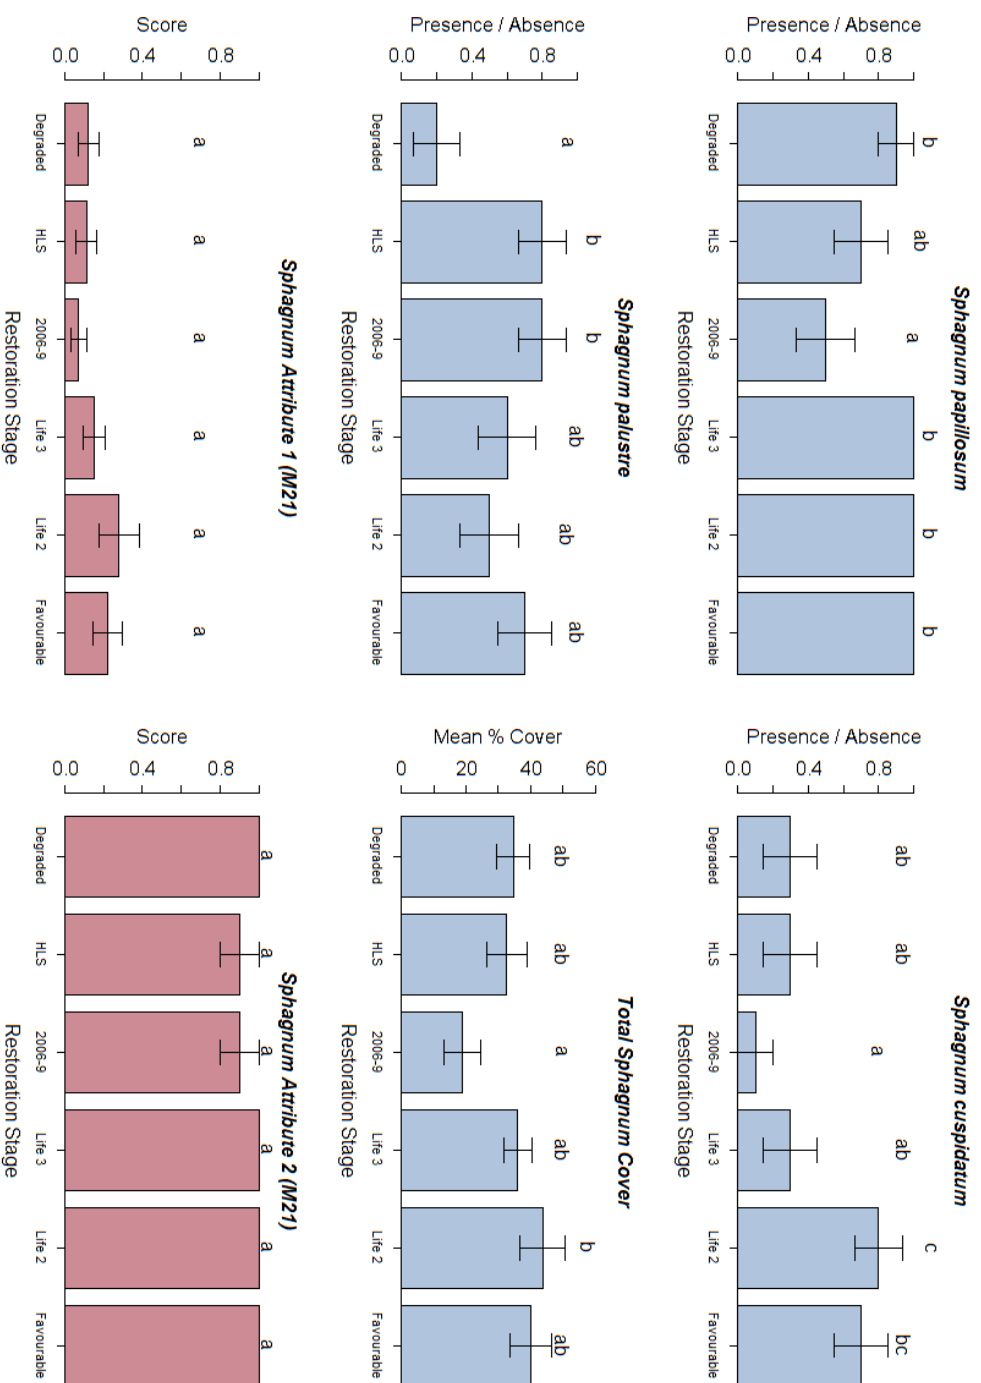 Sphagnum papillosum
Presence / Absence
0.0 0.4 0.8
b ab a b b b
Degraded HLS 2006-9 Life 3 Life 2 Favourable
Restoration Stage
Sphagnum cuspidatum
Presence / Absence
0.0 0.4 0.8
ab ab a ab c bc
Degraded HLS 2006-9 Life 3 Life 2 Favourable
Restoration Stage
Sphagnum palustre
Presence / Absence
0.0 0.4 0.8
a b b ab ab ab
Degraded HLS 2006-9 Life 3 Life 2 Favourable
Restoration Stage
Total Sphagnum Cover
Mean % Cover
0 20 40 60
ab ab a ab b ab
Degraded HLS 2006-9 Life 3 Life 2 Favourable
Restoration Stage
Sphagnum Attribute 1 (M21)
Score
0.0 0.4 0.8
a a a a a a
Degraded HLS 2006-9 Life 3 Life 2 Favourable
Restoration Stage
Sphagnum Attribute 2 (M21)
Score
0.0 0.4 0.8
a a a a a a
Degraded HLS 2006-9 Life 3 Life 2 Favourable
Restoration Stage